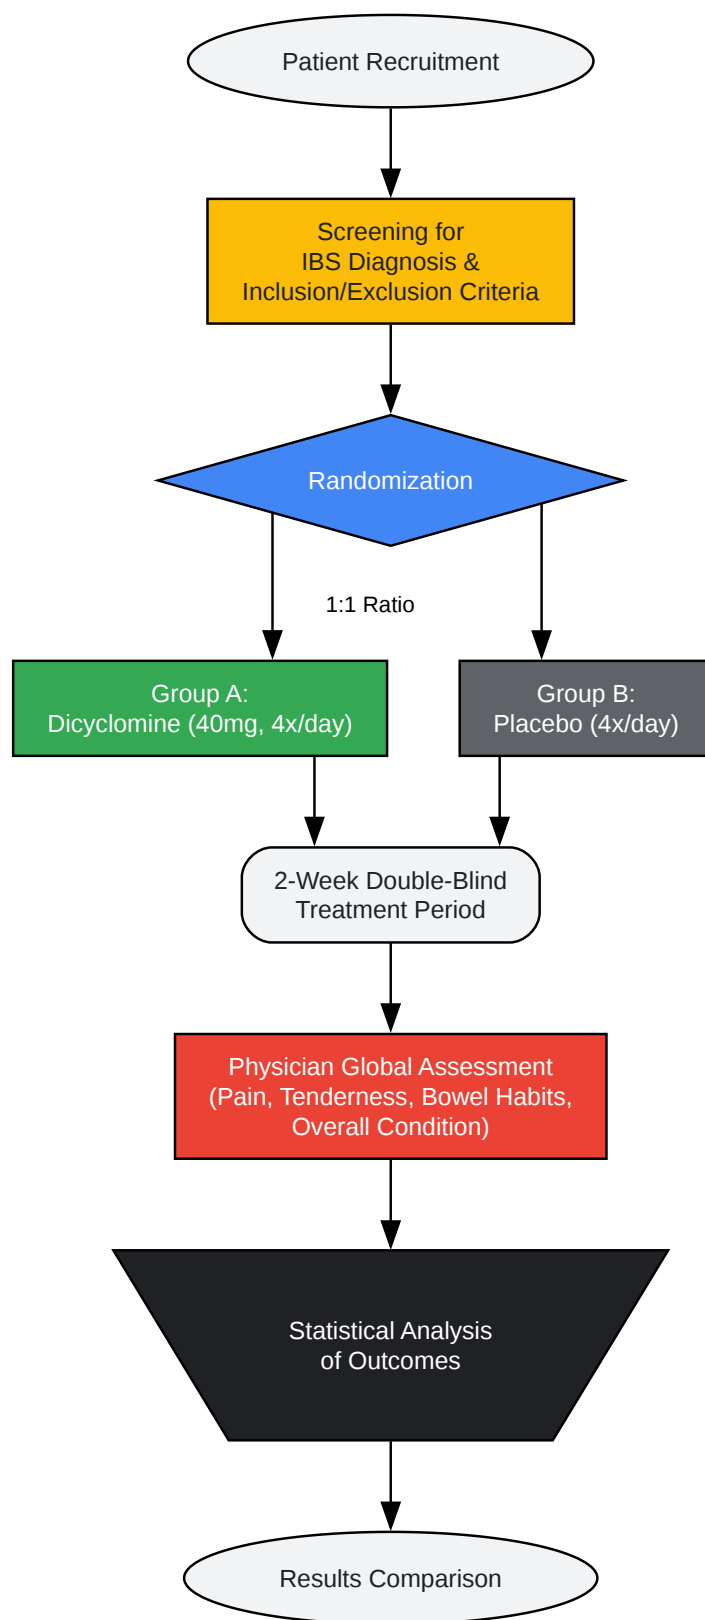 Patient Recruitment
Screening for
IBS Diagnosis &
Inclusion/Exclusion Criteria
Randomization
1:1 Ratio
Group A:
Dicyclomine (40mg, 4x/day)
Group B:
Placebo (4x/day)
2-Week Double-Blind
Treatment Period
Physician Global Assessment
(Pain, Tenderness, Bowel Habits,
Overall Condition)
Statistical Analysis
of Outcomes
Results Comparison